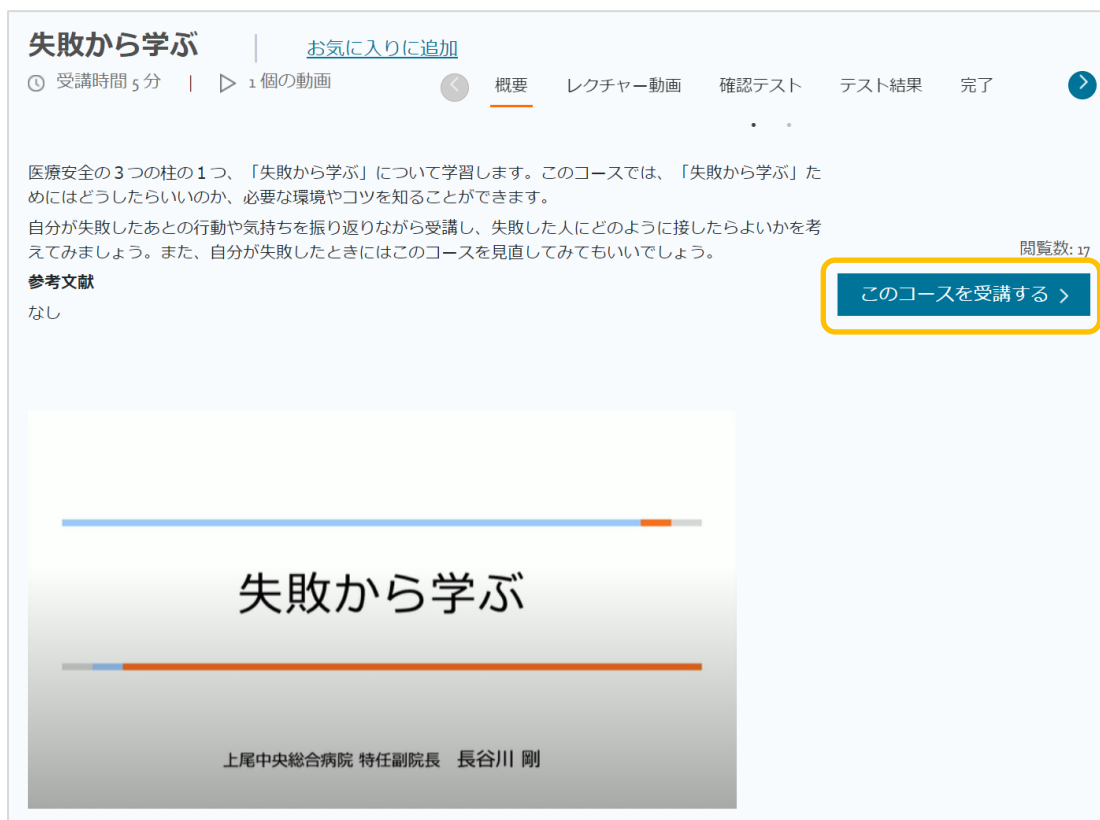 失敗から学ぶ | お気に入りに追加
受講時間 5 分 | 1 個の動画
概要 レクチャー動画 確認テスト テスト結果 完了
医療安全の３つの柱の１つ、「失敗から学ぶ」について学習します。このコースでは、「失敗から学ぶ」た
めにはどうしたらいいのか、必要な環境やコツを知ることができます。
自分が失敗したあとの行動や気持ちを振り返りながら受講し、失敗した人にどのように接したらよいかを考
えてみましょう。また、自分が失敗したときにはこのコースを見直してみてもいいでしょう。
閲覧数: 17
参考文献
このコースを受講する >
なし
失敗から学ぶ
上尾中央総合病院 特任副院長 長谷川 剛